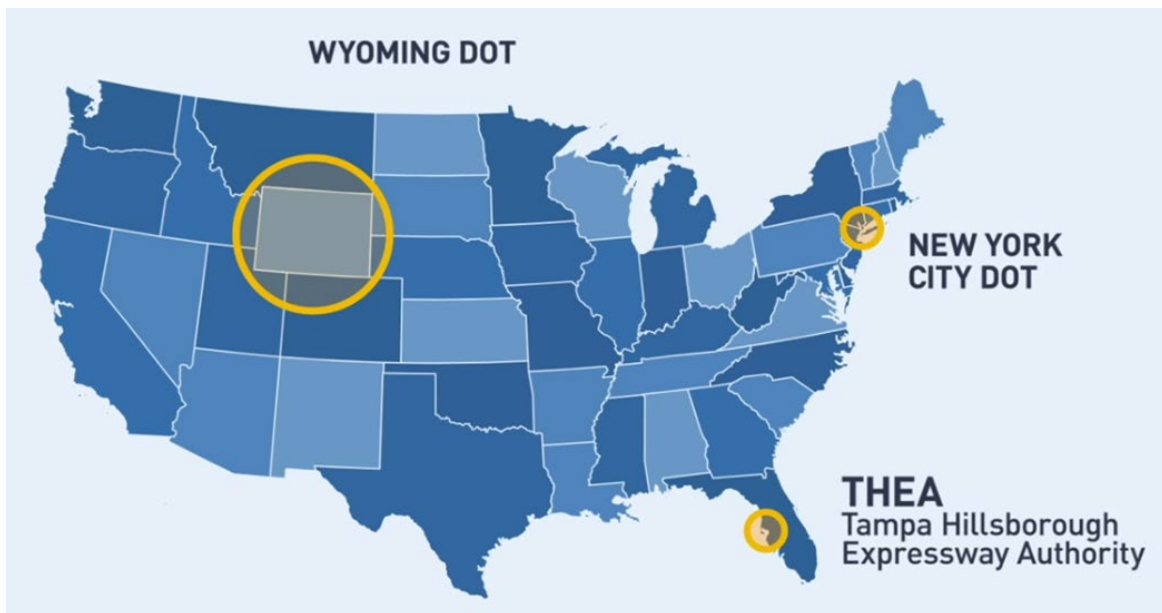 WYOMING DOT
NEW YORK
CITY DOT
THEA
Tampa Hillsborough
Expressway Authority